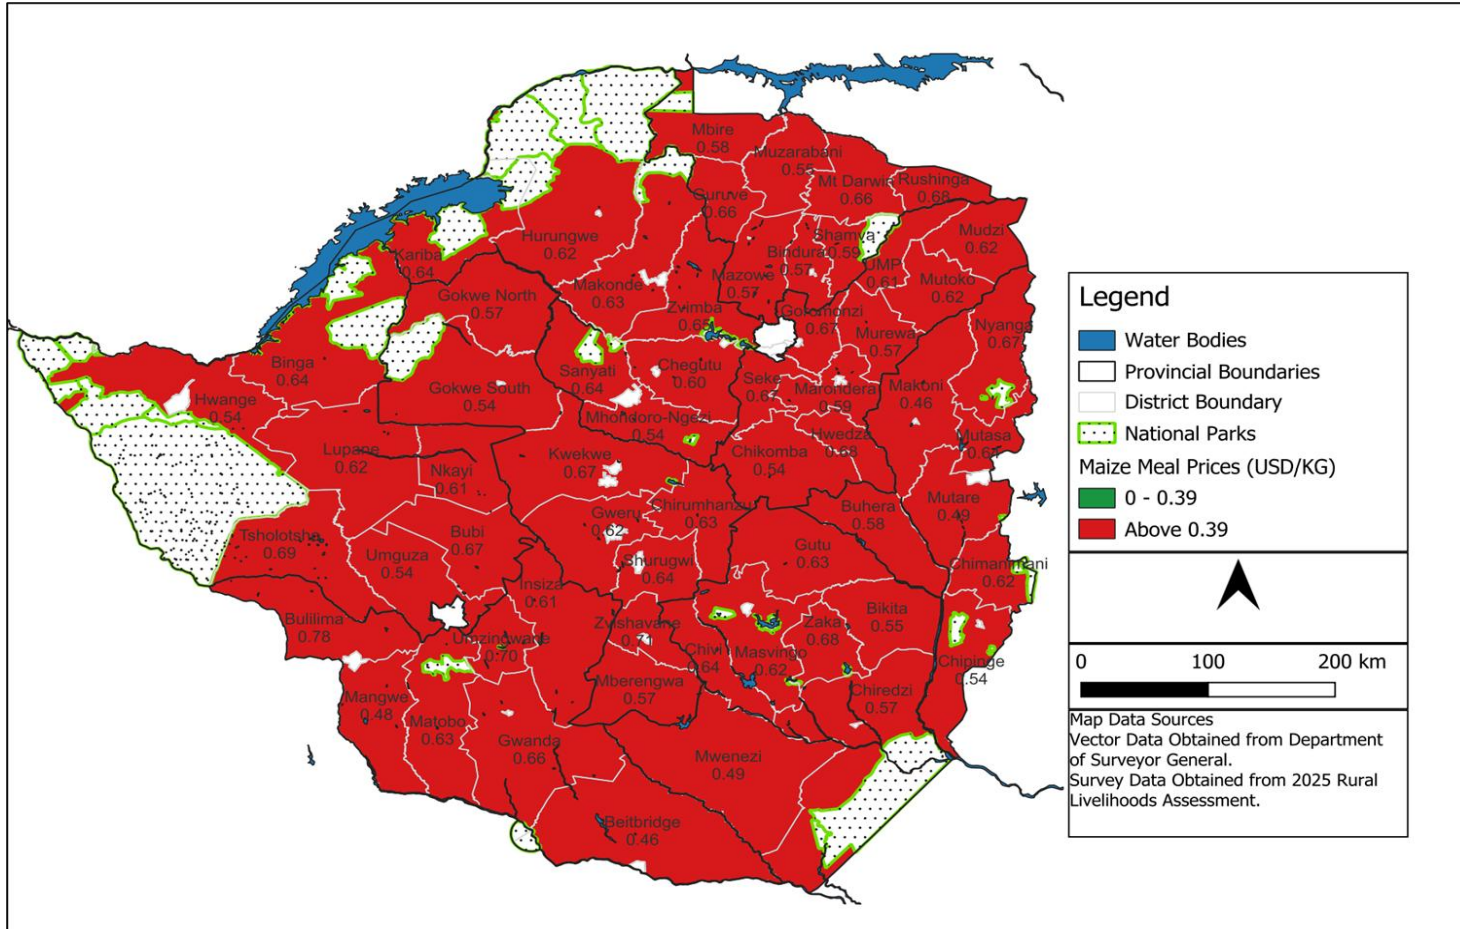 Mbire
0.58
Muzarabani
0.55
Mt Darwin
0.66
Rushinga
0.68
Guruve
0.66
Hurungwe
0.62
Kariba
0.64
Shamva
0.59
Bindura
0.57
Mudzi
0.62
UMP
0.61
Mutoko
0.62
Makonde
0.63
Mazowe
0.57
Gokwe North
0.57
Zvimba
0.65
Goromonzi
0.67
Murewa
0.57
Nyanga
0.67
Binga
0.64
Hwange
0.54
Gokwe South
0.54
Sanyati
0.64
Chegutu
0.60
Seke
0.67
Marondera
0.59
Makoni
0.46
Mhondoro-Ngezi
0.54
Hwedza
0.68
Mutasa
0.64
Lupane
0.62
Nkayi
0.61
Kwekwe
0.67
Chikomba
0.54
Chirumhanzu
0.63
Gweru
0.62
Buhera
0.58
Mutare
0.49
Tsholotsho
0.69
Umguza
0.54
Bubi
0.67
Insiza
0.61
Shurugwi
0.64
Gutu
0.63
Chimanimani
0.62
Bulilima
0.78
Umzingwane
0.70
Zvishavane
0.71
Chivi
0.64
Masvingo
0.62
Zaka
0.68
Bikita
0.55
Chipinge
0.54
Mangwe
0.48
Matobo
0.63
Gwanda
0.66
Mberengwa
0.57
Chiredzi
0.57
Mwenezi
0.49
Beitbridge
0.46
Legend
Water Bodies
Provincial Boundaries
District Boundary
National Parks
Maize Meal Prices (USD/KG)
0 - 0.39
Above 0.39
0 100 200 km
Map Data Sources
Vector Data Obtained from Department
of Surveyor General.
Survey Data Obtained from 2025 Rural
Livelihoods Assessment.